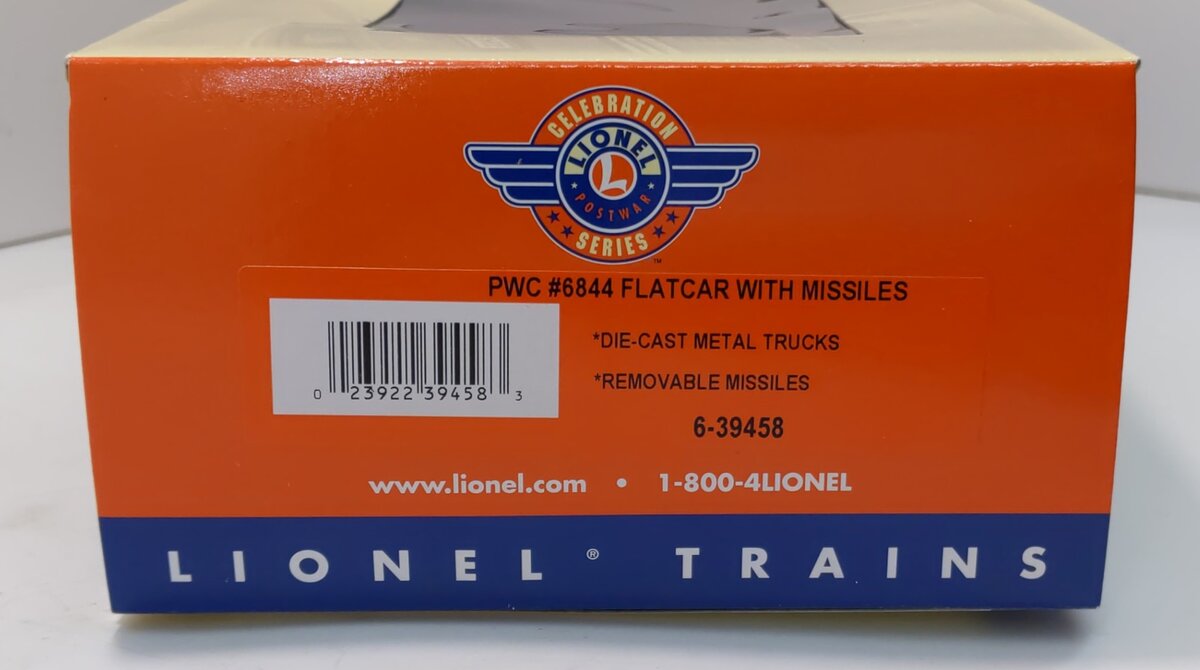 CELEBRATION
LIONEL
L
POSTWAR
SERIES
™
PWC #6844 FLATCAR WITH MISSILES
*DIE-CAST METAL TRUCKS
*REMOVABLE MISSILES
0 23922 39458 3
6-39458
www.lionel.com • 1-800-4LIONEL
LIONEL® TRAINS